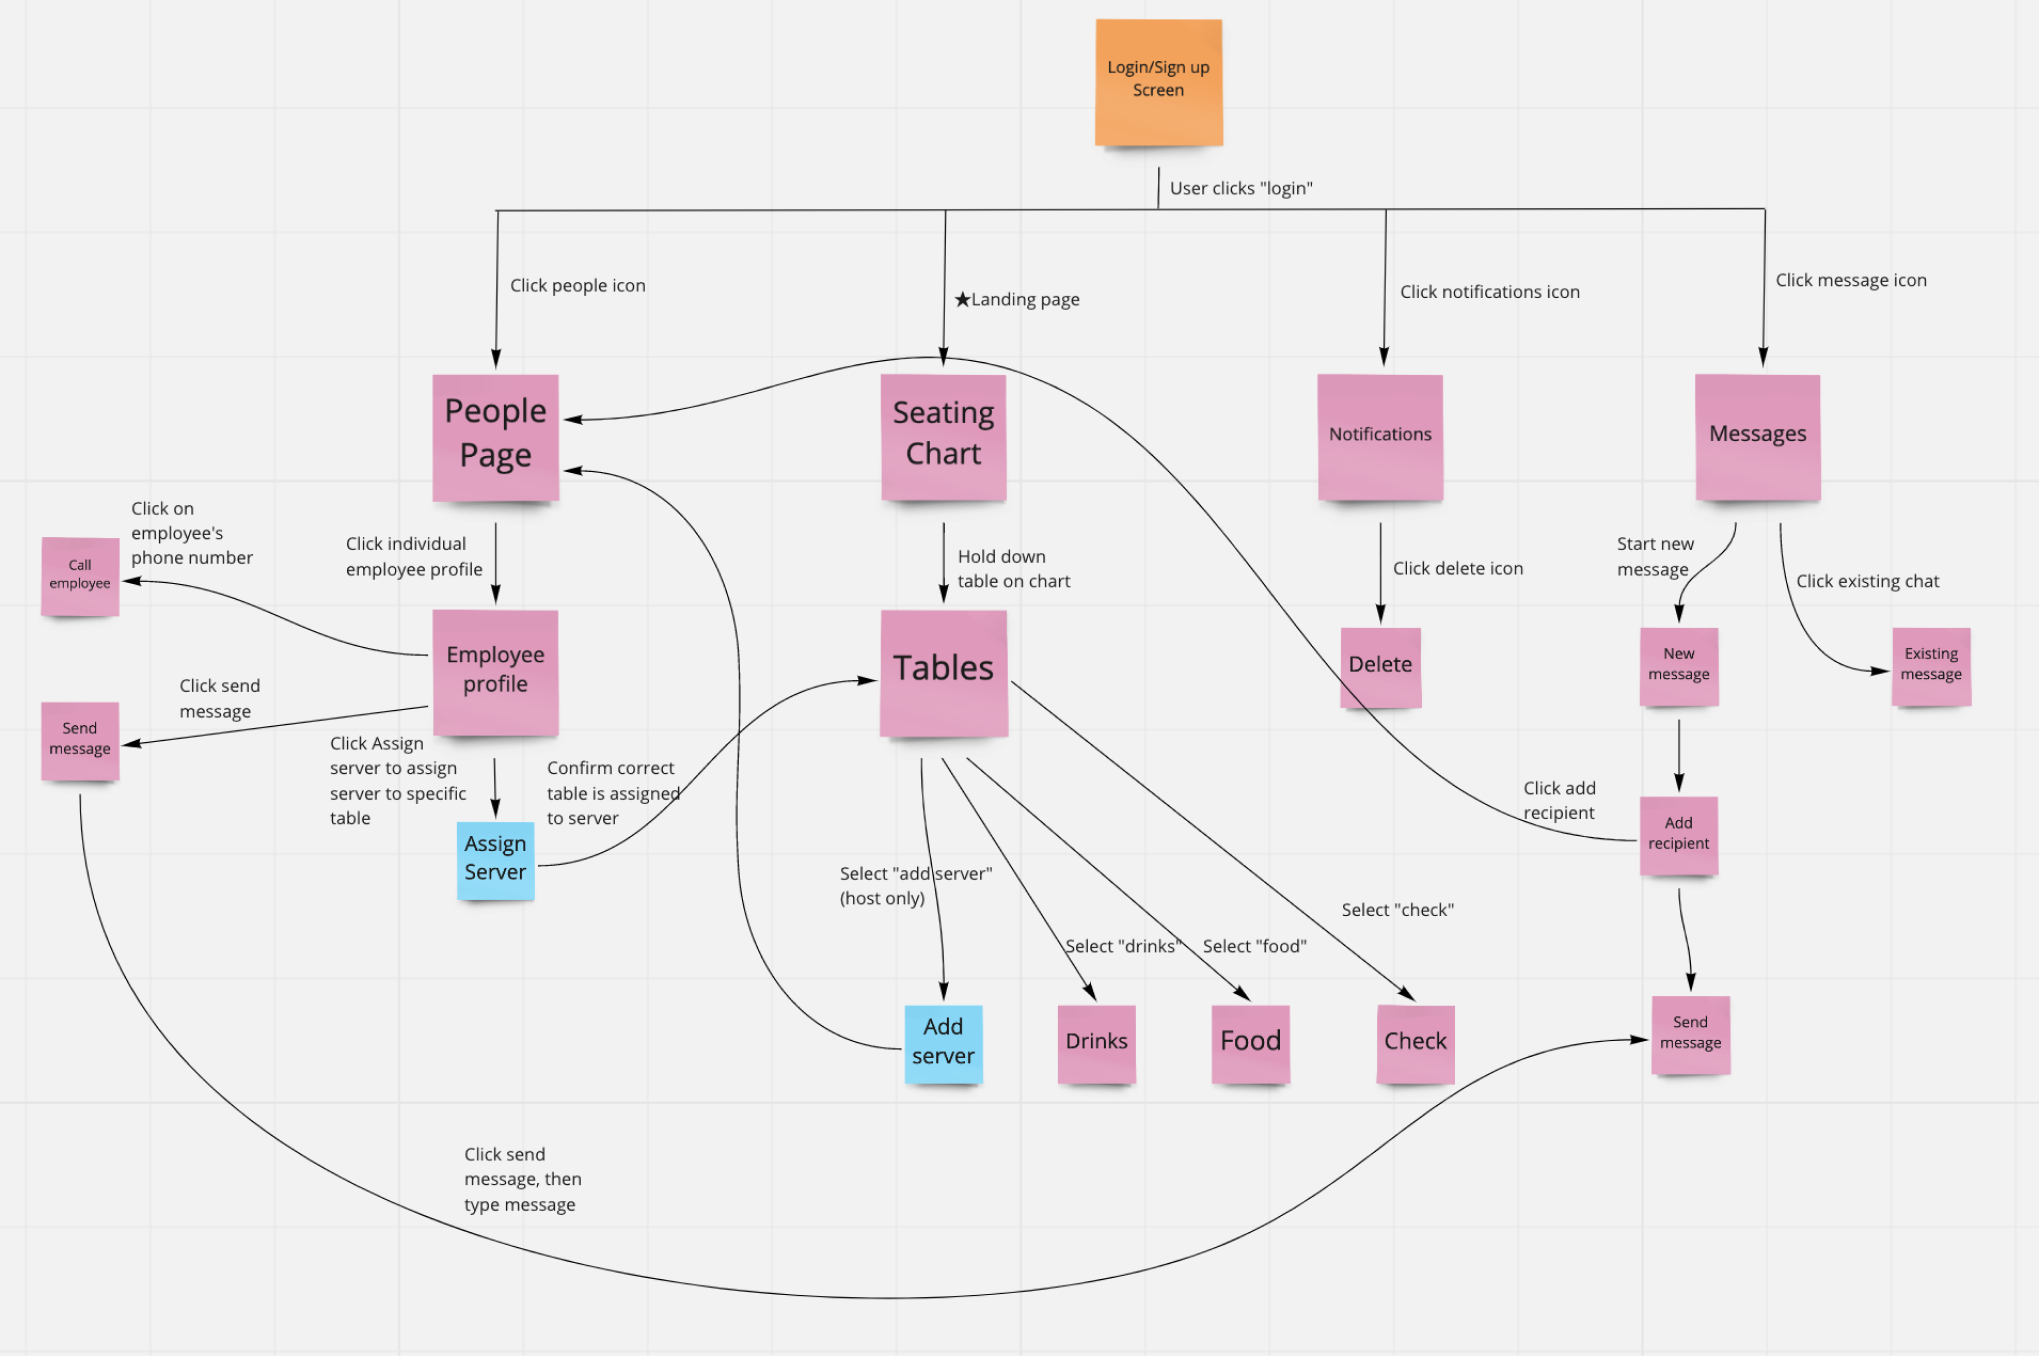 Login/Sign up
Screen
User clicks "login"
Click people icon
★Landing page
Click notifications icon
Click message icon
People
Page
Seating
Chart
Notifications
Messages
Click on
employee's
phone number
Call
employee
Click individual
employee profile
Hold down
table on chart
Click delete icon
Start new
message
Click existing chat
Employee
profile
Tables
Delete
New
message
Existing
message
Click send
message
Send
message
Click Assign
server to assign
server to specific
table
Confirm correct
table is assigned
to server
Assign
Server
Click add
recipient
Add
recipient
Select "add server"
(host only)
Select "drinks"
Select "food"
Select "check"
Add
server
Drinks
Food
Check
Send
message
Click send
message, then
type message